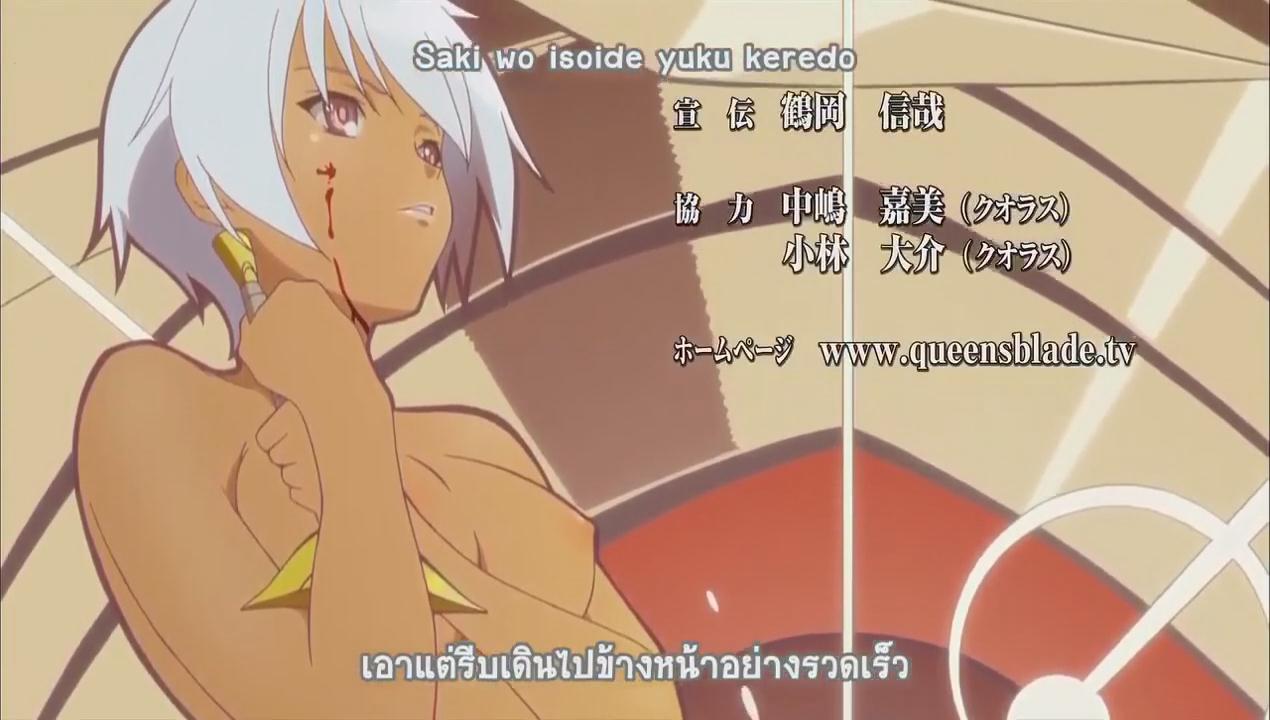 Saki wo isoide yuku keredo
宣 伝 鶴岡 信哉
協 力 中嶋 嘉美（クオラス）
小林 大介（クオラス）
ホームページ www.queensblade.tv
เอาแต่รีบเดินไปข้างหน้าอย่างรวดเร็ว